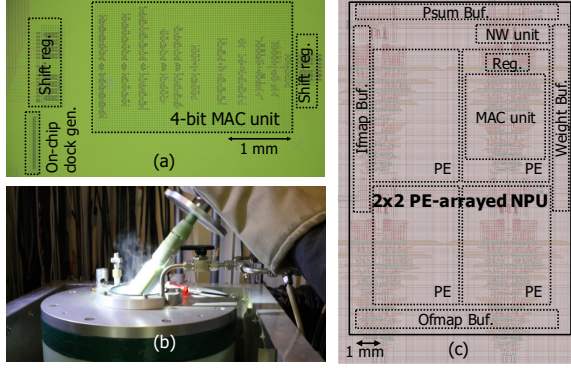 Shift reg.
On-chip
dock gen.
4-bit MAC unit
Shift reg.
1 mm
(a)
(b)
Psum Buf.
NW unit
Reg.
MAC unit
Ifmap Buf.
Weight Buf.
PE
PE
2x2 PE-arrayed NPU
PE
PE
Ofmap Buf.
1 mm
(c)